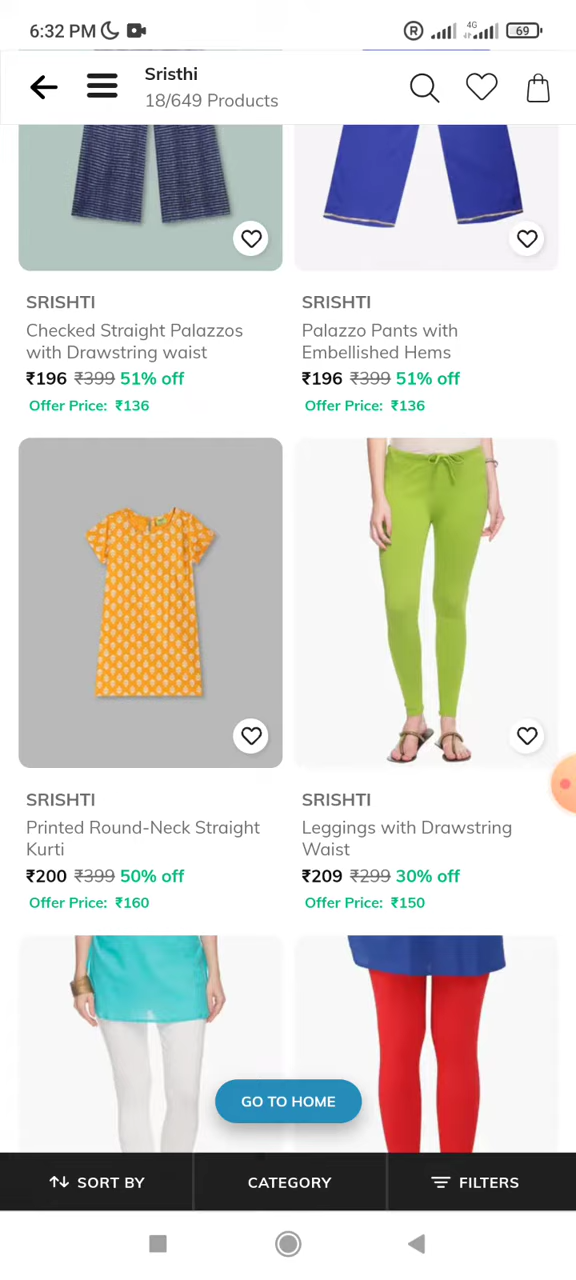 6:32 PM
R 4G 69
Sristhi
18/649 Products
SRISHTI
Checked Straight Palazzos
with Drawstring waist
₹196 ₹399 51% off
Offer Price: ₹136
SRISHTI
Palazzo Pants with
Embellished Hems
₹196 ₹399 51% off
Offer Price: ₹136
SRISHTI
Printed Round-Neck Straight
Kurti
₹200 ₹399 50% off
Offer Price: ₹160
SRISHTI
Leggings with Drawstring
Waist
₹209 ₹299 30% off
Offer Price: ₹150
GO TO HOME
SORT BY
CATEGORY
FILTERS